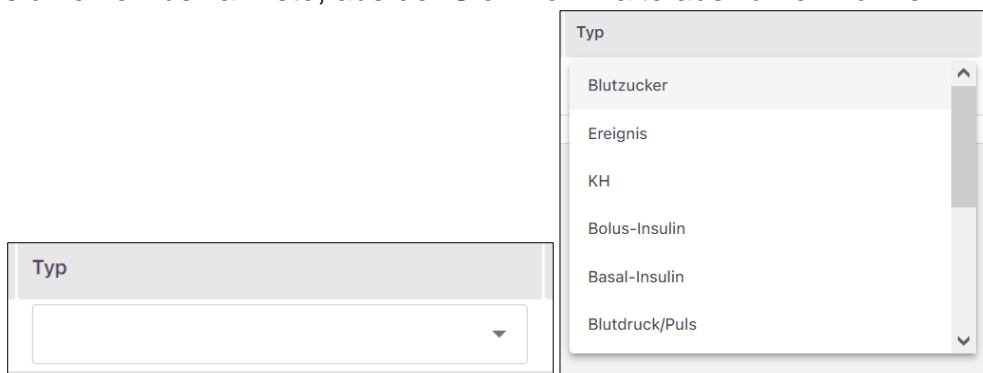 Typ
Typ
Blutzucker
Ereignis
KH
Bolus-Insulin
Basal-Insulin
Blutdruck/Puls